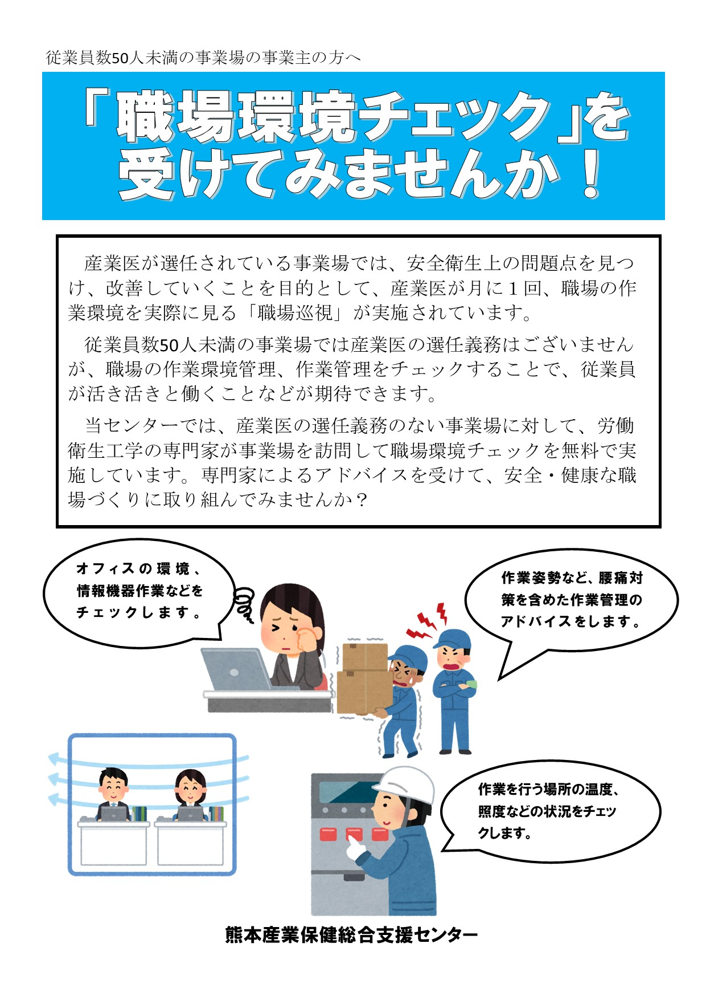 従業員数50人未満の事業場の事業主の方へ
「職場環境チェック」を
受けてみませんか！
産業医が選任されている事業場では、安全衛生上の問題点を見つ
け、改善していくことを目的として、産業医が月に１回、職場の作
業環境を実際に見る「職場巡視」が実施されています。
従業員数50人未満の事業場では産業医の選任義務はございません
が、職場の作業環境管理、作業管理をチェックすることで、従業員
が活き活きと働くことなどが期待できます。
当センターでは、産業医の選任義務のない事業場に対して、労働
衛生工学の専門家が事業場を訪問して職場環境チェックを無料で実
施しています。専門家によるアドバイスを受けて、安全・健康な職
場づくりに取り組んでみませんか？
オフィスの環境、
情報機器作業などを
チェックします。
作業姿勢など、腰痛対
策を含めた作業管理の
アドバイスをします。
作業を行う場所の温度、
照度などの状況をチェッ
クします。
熊本産業保健総合支援センター